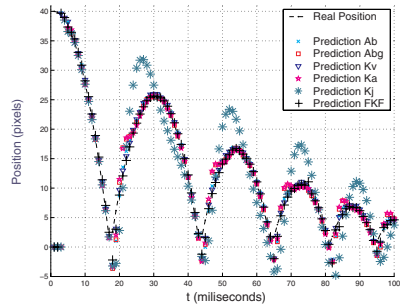 40
35
30
25
20
15
10
5
0
−5
0
10
20
30
40
50
60
70
80
90
100
Position (pixels)
t (miliseconds)
Real Position
Prediction Ab
Prediction Abg
Prediction Kv
Prediction Ka
Prediction Kj
Prediction FKF